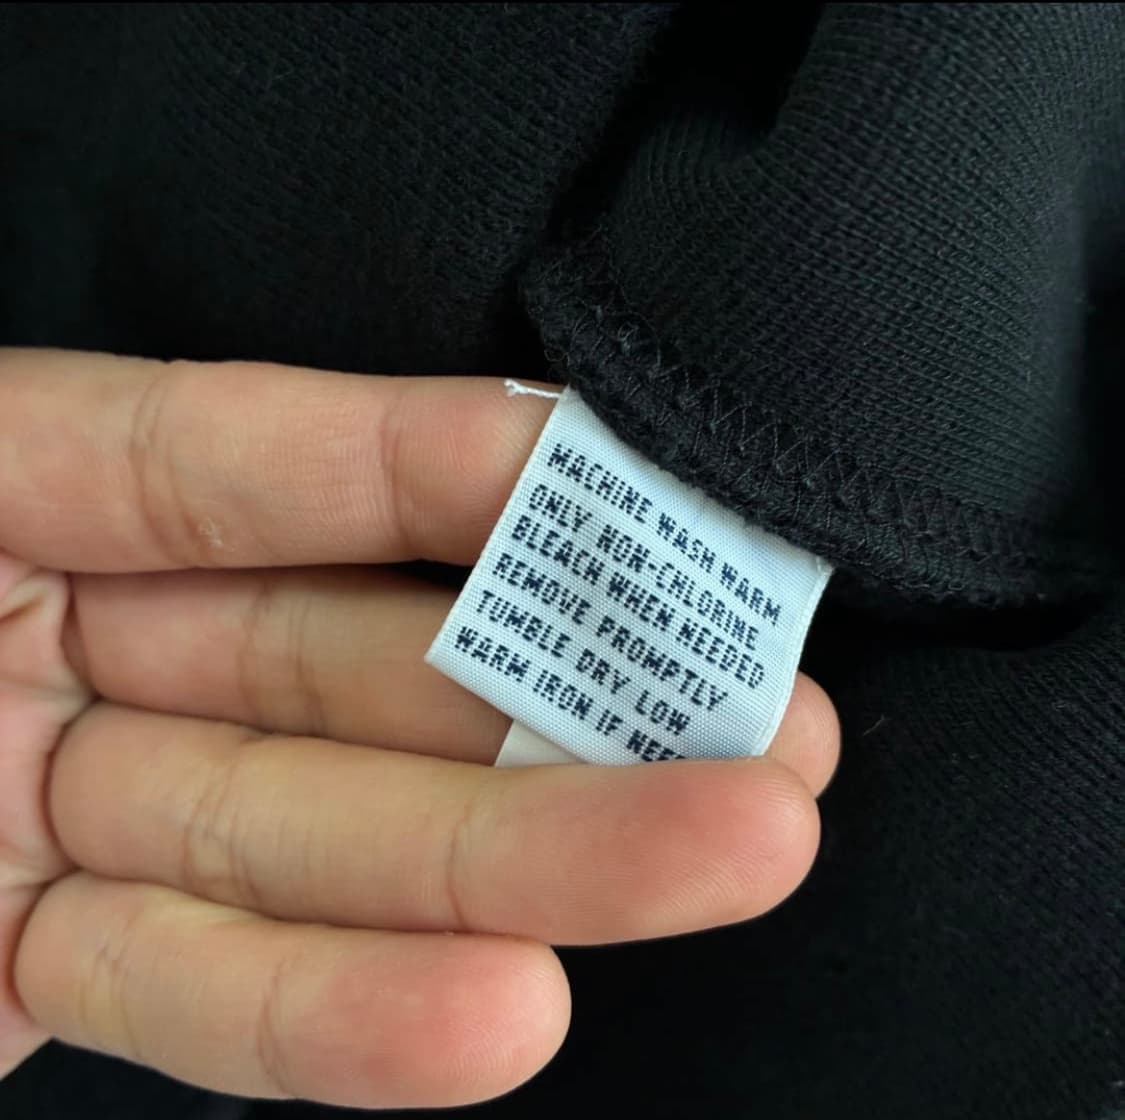 MACHINE WASH WARM
ONLY NON-CHLORINE
BLEACH WHEN NEEDED
REMOVE PROMPTLY
TUMBLE DRY LOW
WARM IRON IF